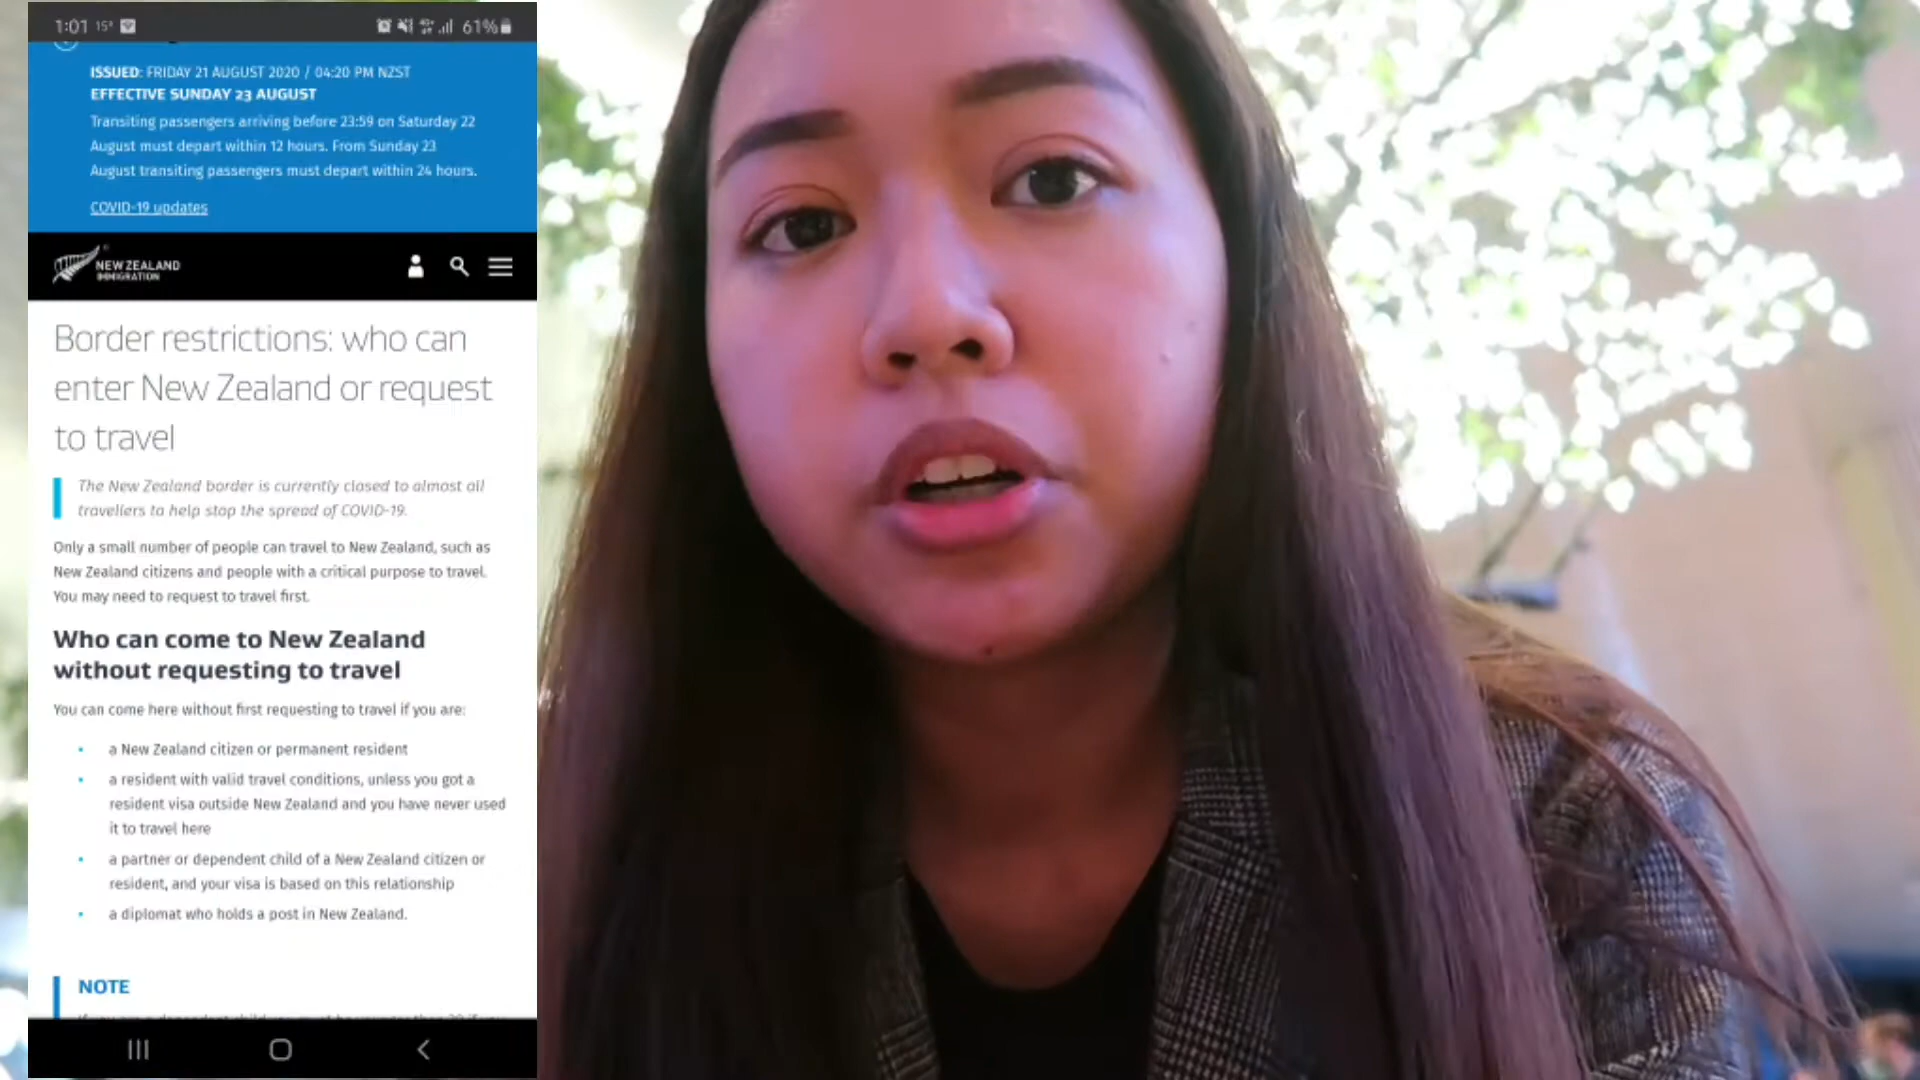 1:01 15° 61%
ISSUED: FRIDAY 21 AUGUST 2020 / 04:20 PM NZST
EFFECTIVE SUNDAY 23 AUGUST
Transiting passengers arriving before 23:59 on Saturday 22
August must depart within 12 hours. From Sunday 23
August transiting passengers must depart within 24 hours.
COVID-19 updates
NEW ZEALAND
IMMIGRATION
Border restrictions: who can
enter New Zealand or request
to travel
The New Zealand border is currently closed to almost all
travellers to help stop the spread of COVID-19.
Only a small number of people can travel to New Zealand, such as
New Zealand citizens and people with a critical purpose to travel.
You may need to request to travel first.
Who can come to New Zealand
without requesting to travel
You can come here without first requesting to travel if you are:
a New Zealand citizen or permanent resident
a resident with valid travel conditions, unless you got a
resident visa outside New Zealand and you have never used
it to travel here
a partner or dependent child of a New Zealand citizen or
resident, and your visa is based on this relationship
a diplomat who holds a post in New Zealand.
NOTE